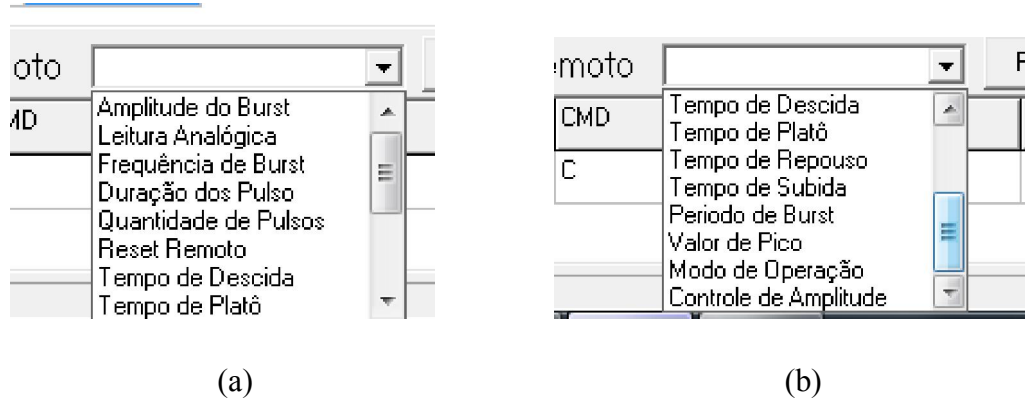 oto
MD
Amplitude do Burst
Leitura Analógica
Frequência de Burst
Duração dos Pulso
Quantidade de Pulsos
Reset Remoto
Tempo de Descida
Tempo de Platô
(a)
emoto
CMD
C
Tempo de Descida
Tempo de Platô
Tempo de Repouso
Tempo de Subida
Periodo de Burst
Valor de Pico
Modo de Operação
Controle de Amplitude
(b)